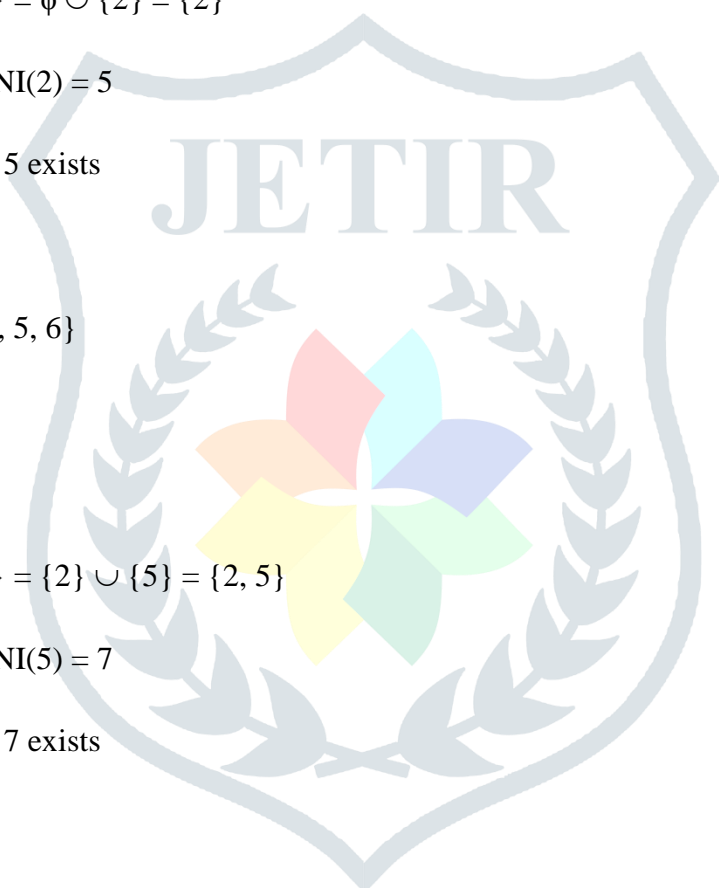 = φ ∪ {2} = {2}
NI(2) = 5
5 exists
JETIR
, 5, 6}
= {2} ∪ {5} = {2, 5}
NI(5) = 7
7 exists